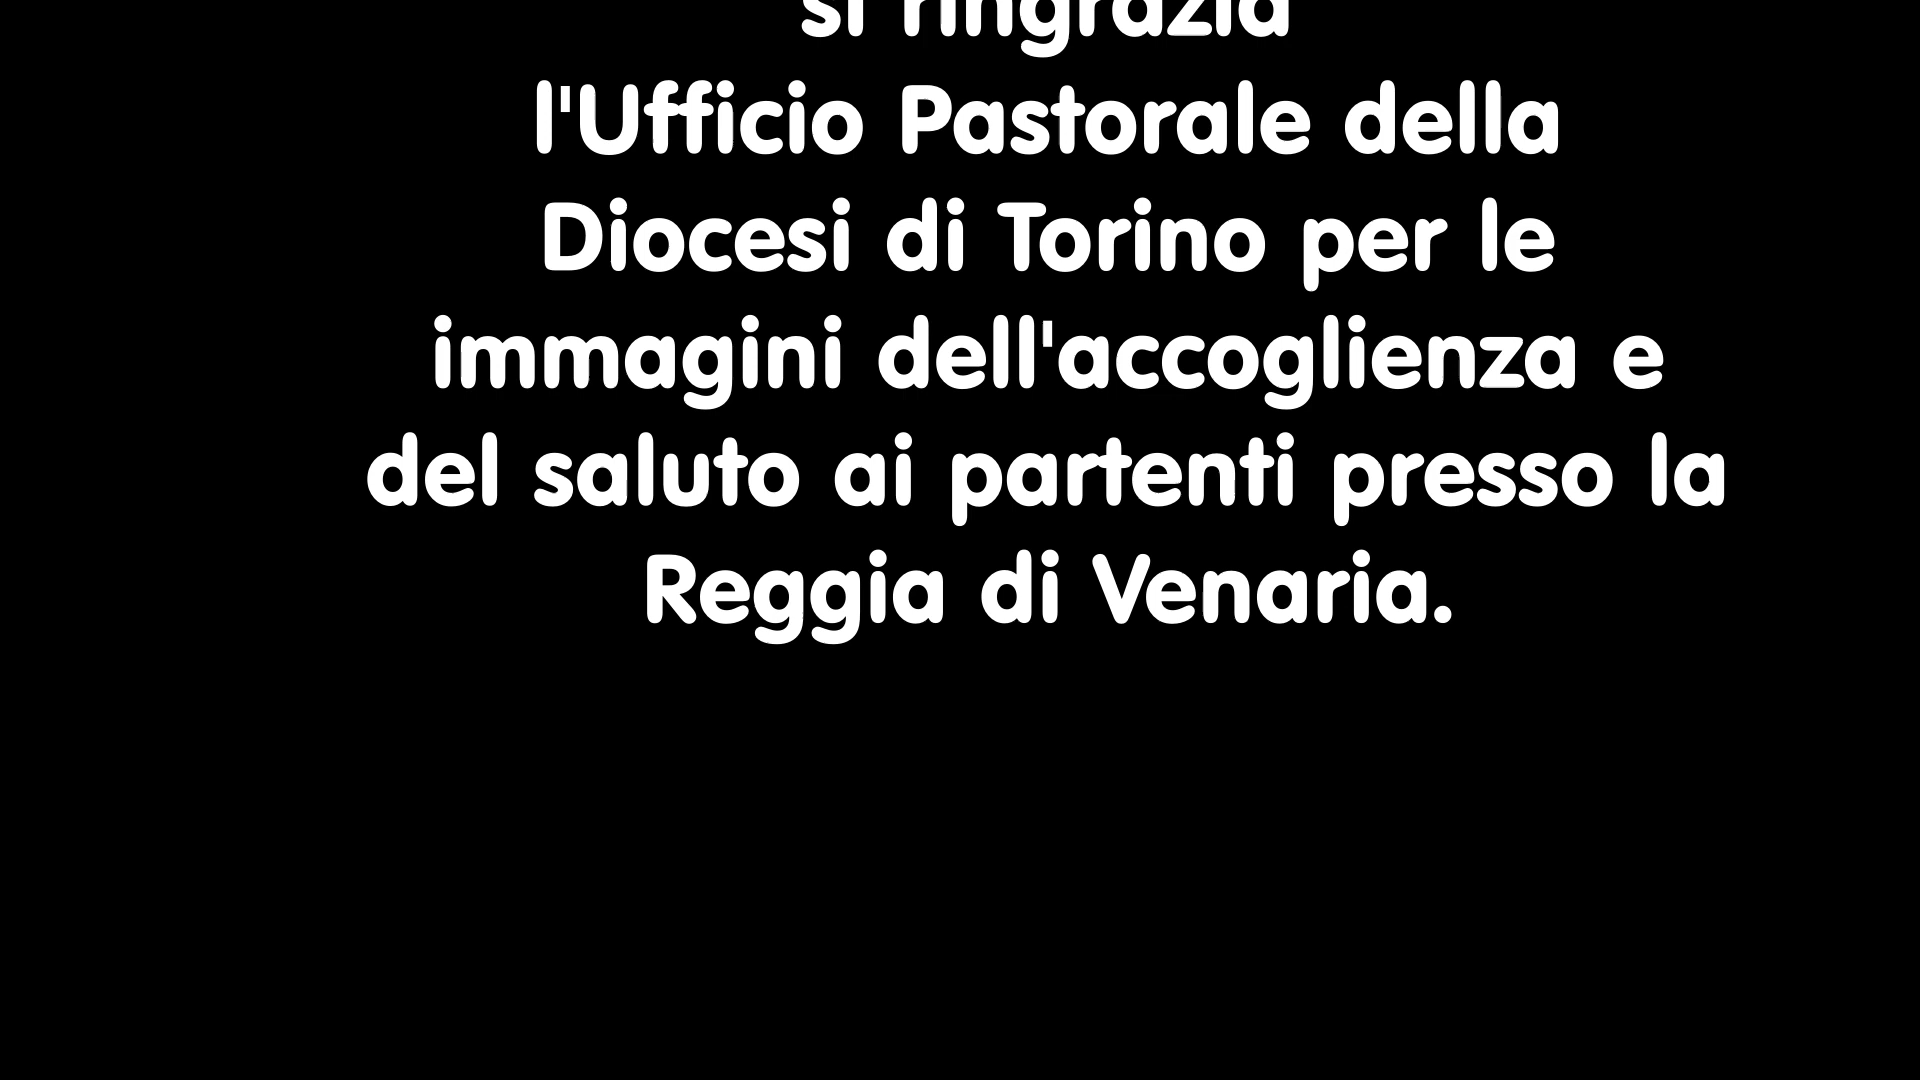 si ringrazia
l'Ufficio Pastorale della
Diocesi di Torino per le
immagini dell'accoglienza e
del saluto ai partenti presso la
Reggia di Venaria.